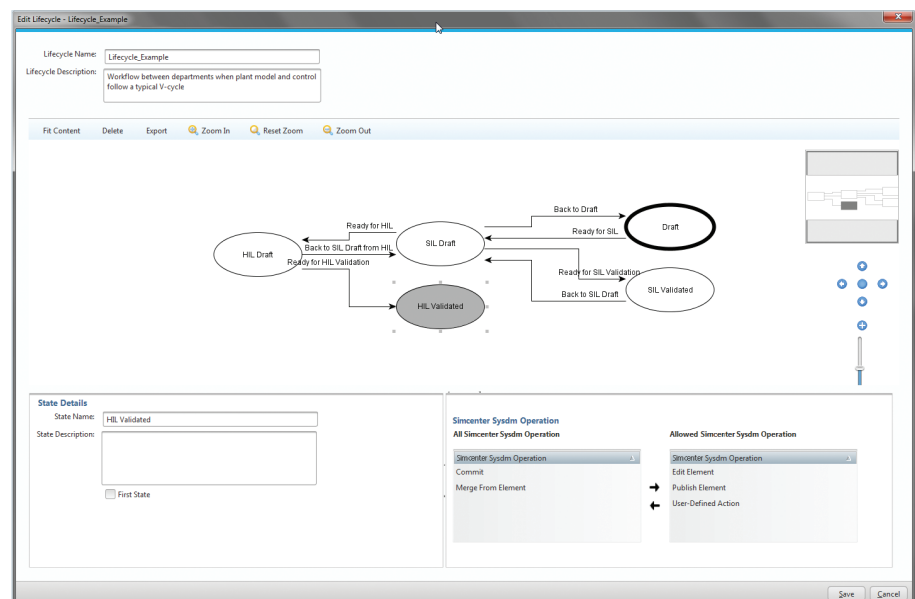 Edit Lifecycle - Lifecycle_Example
Lifecycle Name:
Lifecycle_Example
Lifecycle Description:
Workflow between departments when plant model and control
follow a typical V-cycle
Fit Content
Delete
Export
Zoom In
Reset Zoom
Zoom Out
Back to Draft
Draft
Ready for HIL
Ready for SIL
SIL Draft
HIL Draft
Back to SIL Draft from HIL
Ready for HIL Validation
Ready for SIL Validation
SIL Validated
Back to SIL Draft
HIL Validated
State Details
State Name:
HIL Validated
State Description:
First State
Simcenter Sysdm Operation
All Simcenter Sysdm Operation
Allowed Simcenter Sysdm Operation
Simcenter Sysdm Operation
Simcenter Sysdm Operation
Commit
Edit Element
Merge From Element
Publish Element
User-Defined Action
Save
Cancel